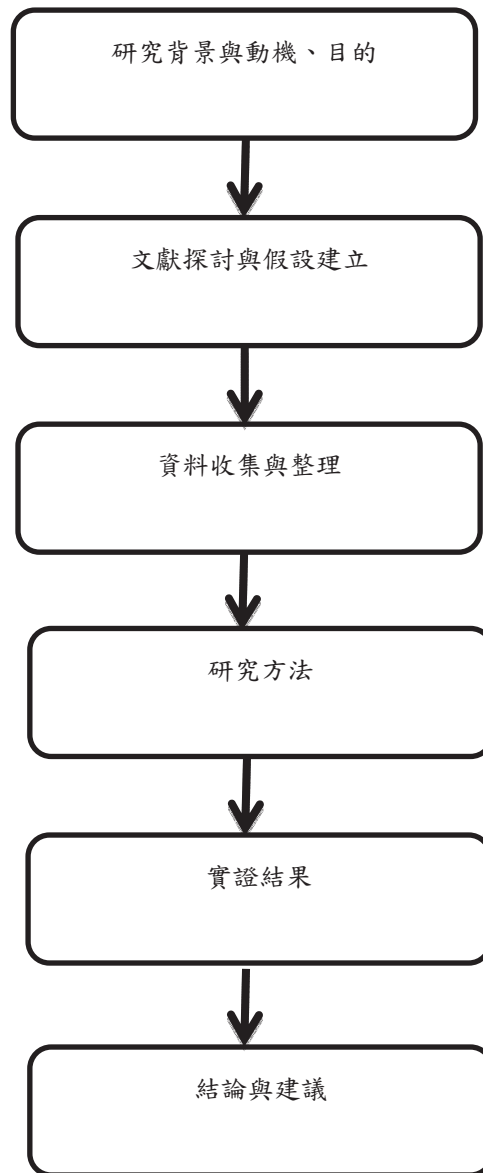 研究背景與動機、目的
文獻探討與假設建立
資料收集與整理
研究方法
實證結果
結論與建議